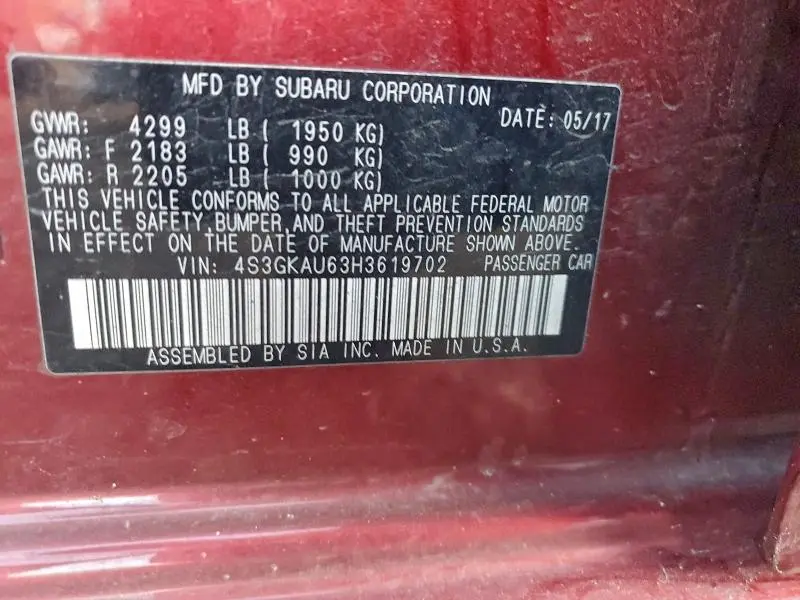 MFD BY SUBARU CORPORATION
DATE: 05/17
GVWR: 4299 LB ( 1950 KG)
GAWR: F 2183 LB ( 990 KG)
GAWR: R 2205 LB ( 1000 KG)
THIS VEHICLE CONFORMS TO ALL APPLICABLE FEDERAL MOTOR
VEHICLE SAFETY,BUMPER,AND THEFT PREVENTION STANDARDS
IN EFFECT ON THE DATE OF MANUFACTURE SHOWN ABOVE.
VIN: 4S3GKAU63H3619702 PASSENGER CAR
ASSEMBLED BY SIA INC. MADE IN U.S.A.